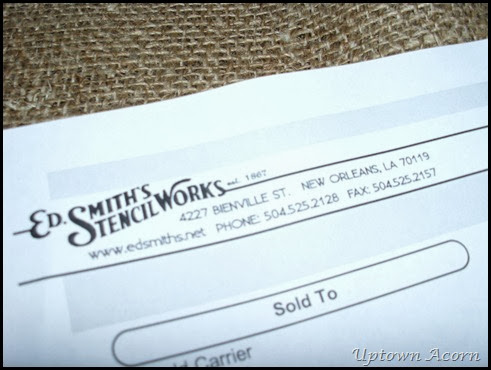 ED. SMITH'S STENCIL WORKS est. 1867
4227 BIENVILLE ST. NEW ORLEANS, LA 70119
www.edsmiths.net PHONE: 504.525.2128 FAX: 504.525.2157
Sold To
Carrier
Uptown Acorn